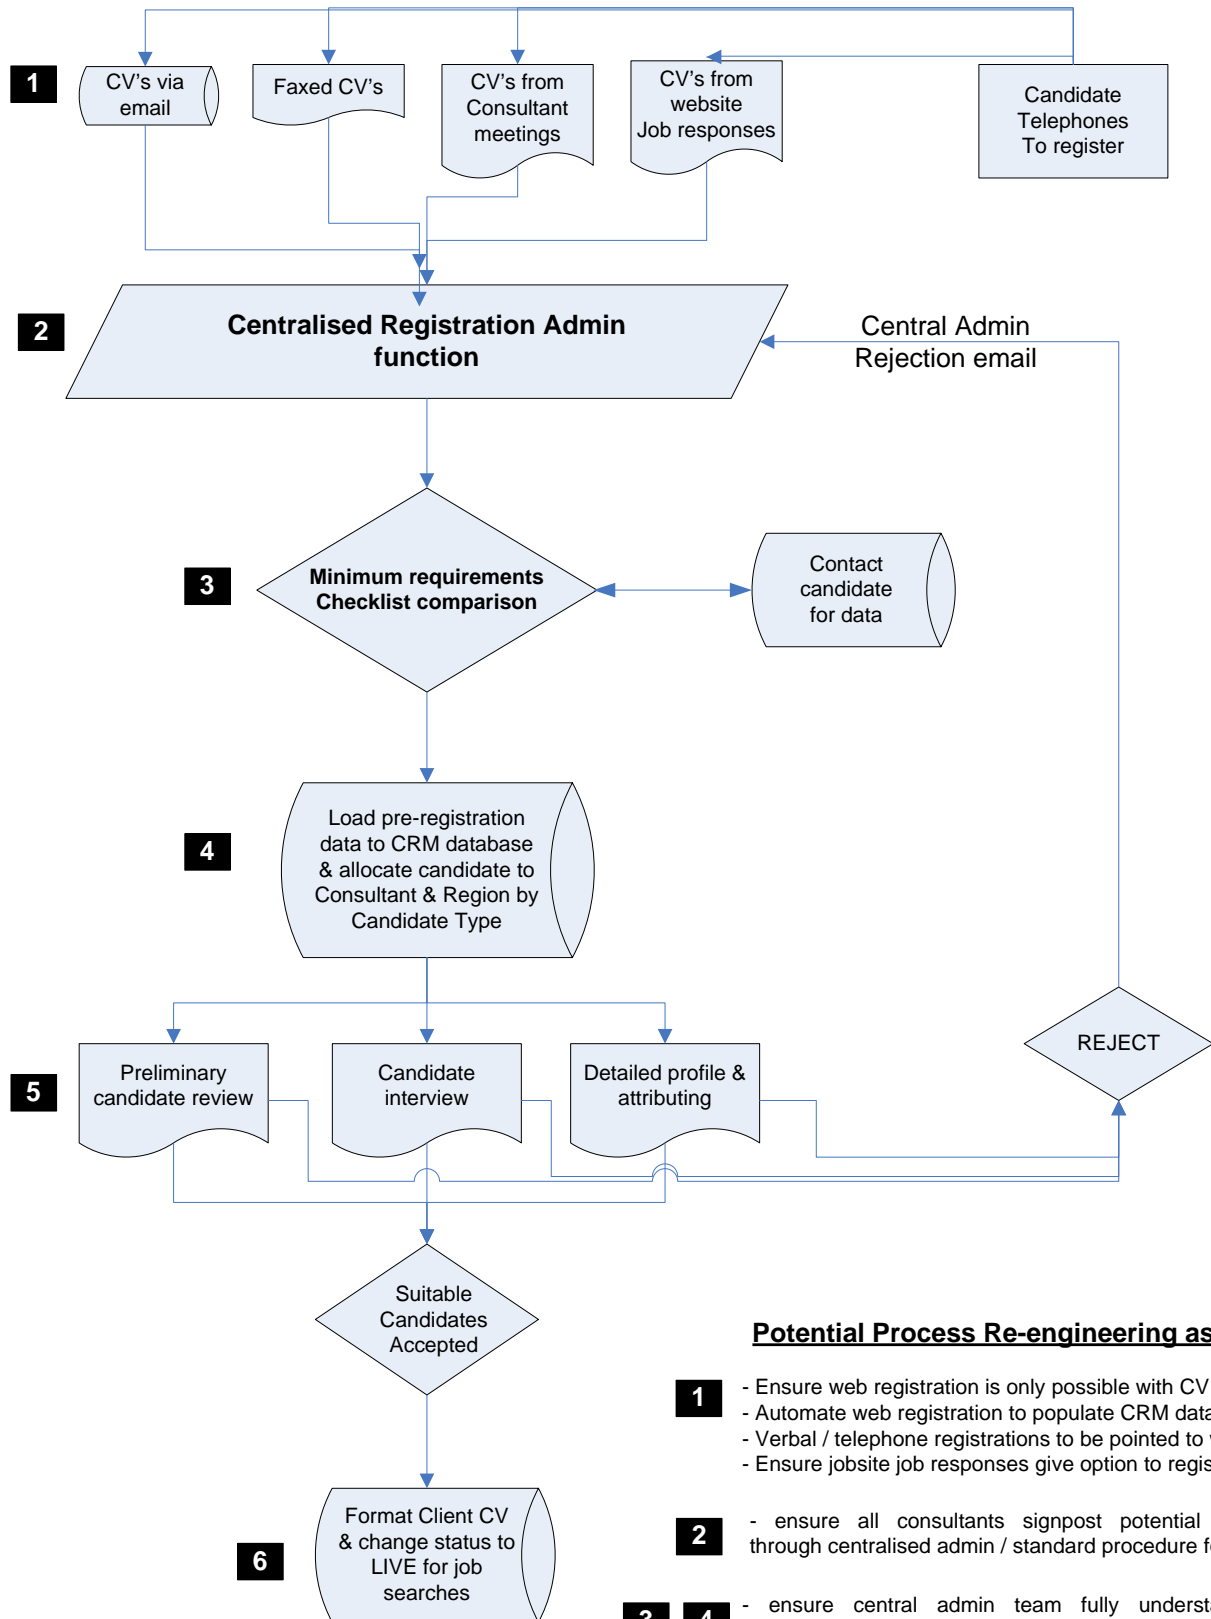 1
CV's via
email
Faxed CV's
CV's from
Consultant
meetings
CV's from
website
Job responses
Candidate
Telephones
To register
2
Centralised Registration Admin
function
Central Admin
Rejection email
3
Minimum requirements
Checklist comparison
Contact
candidate
for data
4
Load pre-registration
data to CRM database
& allocate candidate to
Consultant & Region by
Candidate Type
5
Preliminary
candidate review
Candidate
interview
Detailed profile &
attributing
REJECT
Suitable
Candidates
Accepted
6
Format Client CV
& change status to
LIVE for job
searches
Potential Process Re-engineering as
1
- Ensure web registration is only possible with CV
- Automate web registration to populate CRM data
- Verbal / telephone registrations to be pointed to
- Ensure jobsite job responses give option to regis
2
- ensure all consultants signpost potential
through centralised admin / standard procedure f
3 4
- ensure central admin team fully underst